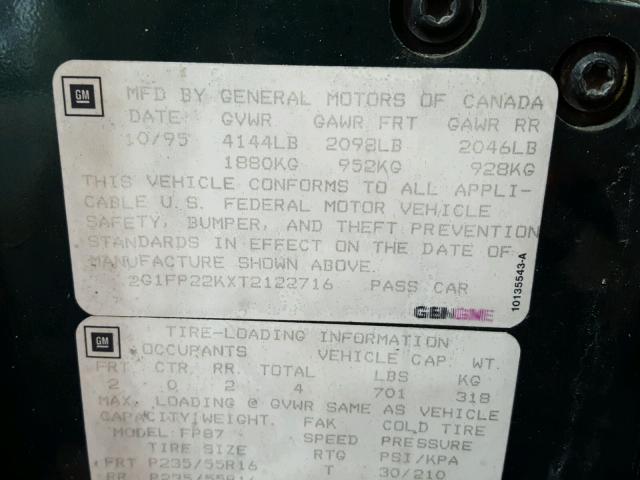 GM MFD BY GENERAL MOTORS OF CANADA
DATE GVWR GAWR FRT GAWR RR
10/95 4144LB 2098LB 2046LB
1880KG 952KG 928KG
THIS VEHICLE CONFORMS TO ALL APPLI-
CABLE U.S. FEDERAL MOTOR VEHICLE
SAFETY, BUMPER, AND THEFT PREVENTION
STANDARDS IN EFFECT ON THE DATE OF
MANUFACTURE SHOWN ABOVE.
2G1FP22KXT2122716 PASS CAR
10135543-A
GM TIRE-LOADING INFORMATION
OCCUPANTS VEHICLE CAP. WT.
FRT CTR. RR. TOTAL LBS KG
2 0 2 4 701 318
MAX. LOADING @ GVWR SAME AS VEHICLE
CAPACITY WEIGHT. FAK COLD TIRE
MODEL FP87 SPEED PRESSURE
TIRE SIZE RTG PSI/KPA
FRT P235/55R16 T 30/210
RR P235/55R16